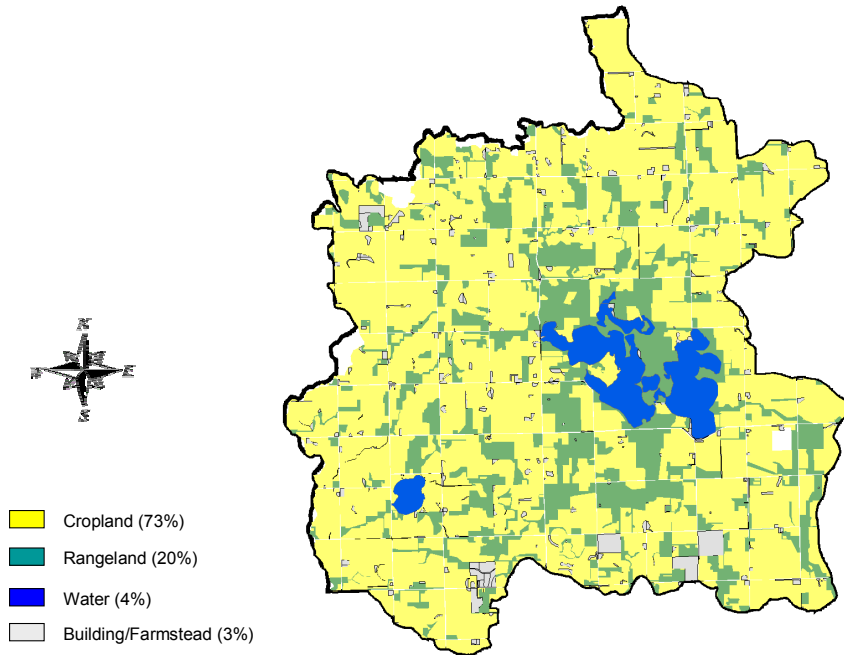 N
E
S
Cropland (73%)
Rangeland (20%)
Water (4%)
Building/Farmstead (3%)